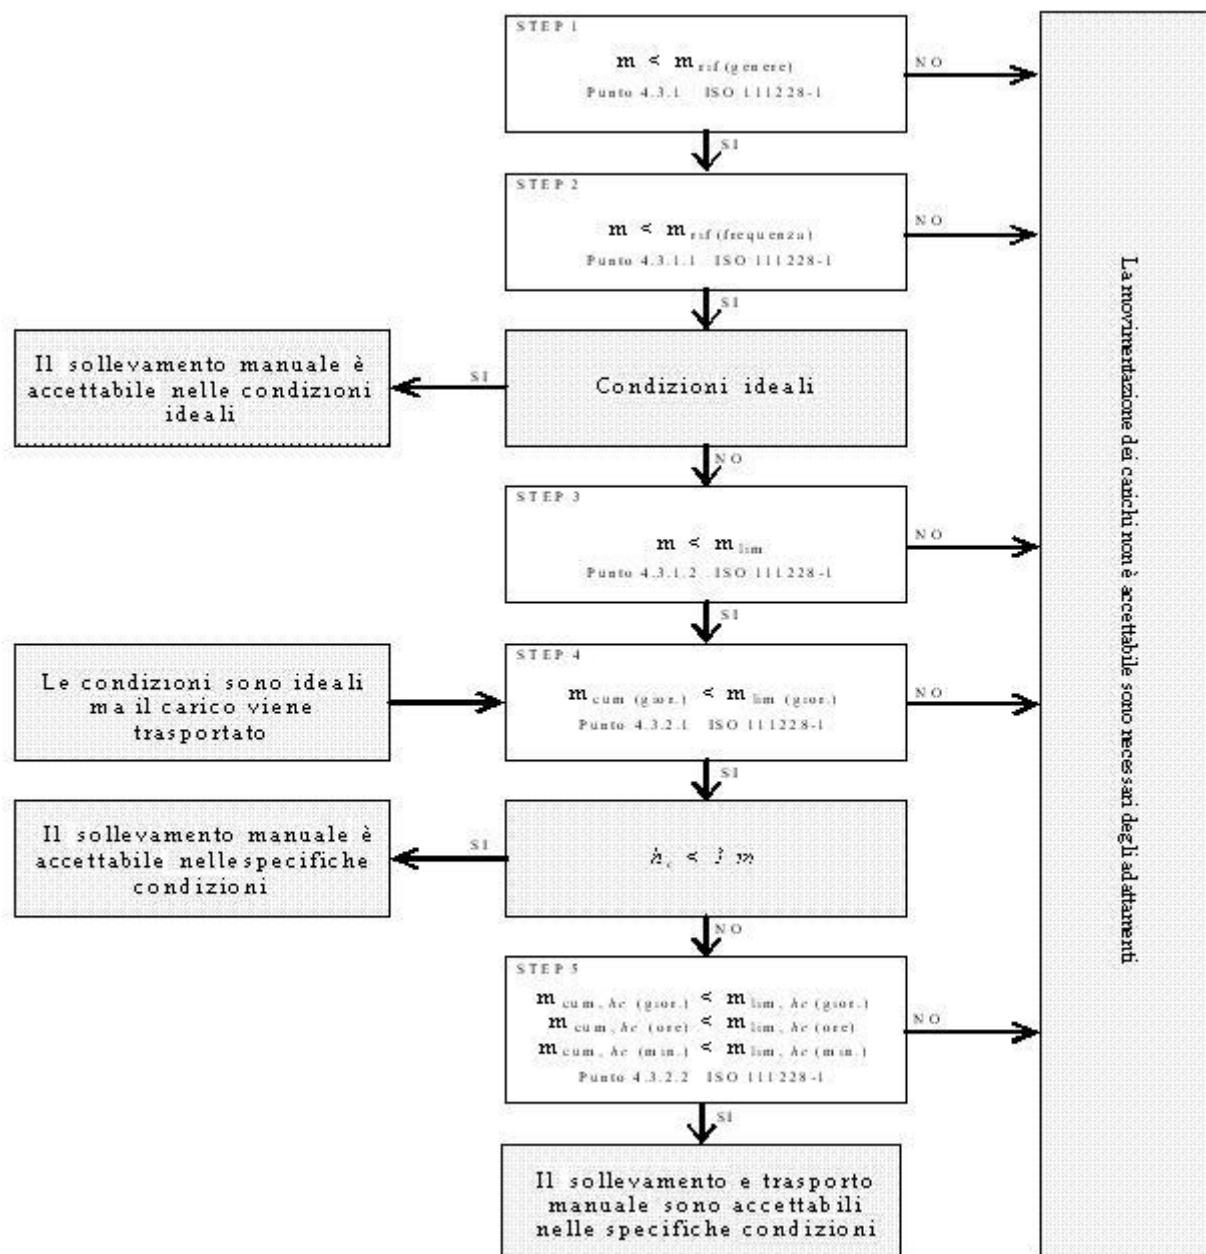 STEP 1
m < m rif (genere)
Punto 4.3.1 ISO 111228-1
NO
SI
STEP 2
m < m rif (frequenza)
Punto 4.3.1.1 ISO 111228-1
NO
SI
Il sollevamento manuale è
accettabile nelle condizioni
ideali
SI
Condizioni ideali
NO
STEP 3
m < m lim
Punto 4.3.1.2 ISO 111228-1
NO
SI
Le condizioni sono ideali
ma il carico viene
trasportato
STEP 4
m cum (gior.) < m lim (gior.)
Punto 4.3.2.1 ISO 111228-1
NO
SI
Il sollevamento manuale è
accettabile nelle specifiche
condizioni
SI
h c < 1 m
NO
STEP 5
m cum, hc (gior.) < m lim, hc (gior.)
m cum, hc (ore) < m lim, hc (ore)
m cum, hc (min.) < m lim, hc (min.)
Punto 4.3.2.2 ISO 111228-1
NO
SI
Il sollevamento e trasporto
manuale sono accettabili
nelle specifiche condizioni
La movimentazione dei carichi non è accettabile sono necessari degli adattamenti